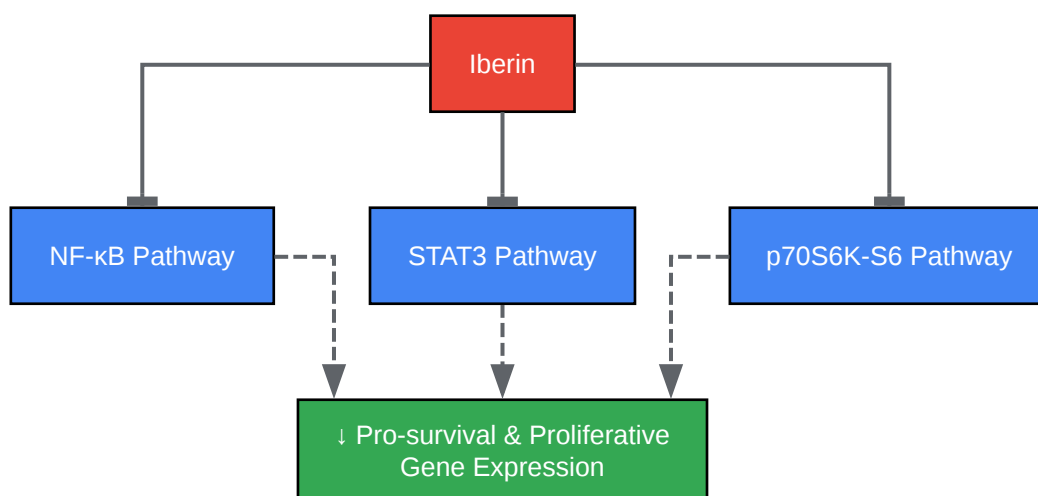 Iberin
NF-κB Pathway
STAT3 Pathway
p70S6K-S6 Pathway
↓ Pro-survival & Proliferative
Gene Expression